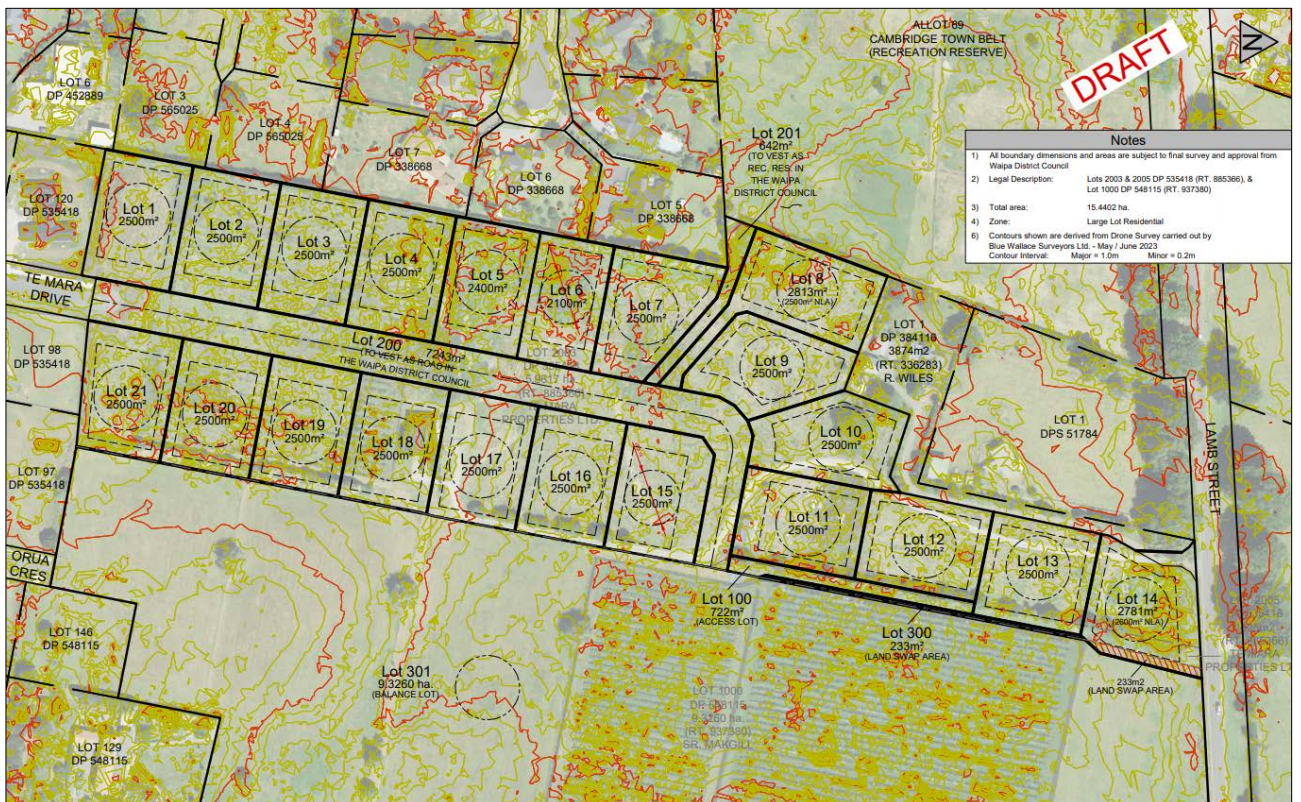 ALLOT 89
CAMBRIDGE TOWN BELT
(RECREATION RESERVE)
DRAFT
N
LOT 6
DP 452889
LOT 3
DP 565025
LOT 4
DP 565025
LOT 7
DP 338668
LOT 6
DP 338668
LOT 5
DP 338668
Lot 201
642m²
(TO VEST AS
REC. RES. IN
THE WAIPA
DISTRICT COUNCIL
Notes
1) All boundary dimensions and areas are subject to final survey and approval from
Waipa District Council
2) Legal Description: Lots 2003 & 2005 DP 535418 (RT. 885366), &
Lot 1000 DP 548115 (RT. 937380)
3) Total area: 15.4402 ha.
4) Zone: Large Lot Residential
6) Contours shown are derived from Drone Survey carried out by
Blue Wallace Surveyors Ltd. - May / June 2023
Contour Interval: Major = 1.0m Minor = 0.2m
LOT 120
DP 535418
Lot 1
2500m²
Lot 2
2500m²
Lot 3
2500m²
Lot 4
2500m²
Lot 5
2400m²
Lot 6
2100m²
Lot 7
2500m²
Lot 8
2813m²
(2500m² NLA)
TE MARA
DRIVE
Lot 200
7243m²
(TO VEST AS ROAD IN
THE WAIPA DISTRICT COUNCIL
(RT. 885366)
PROPERTIES LTD.
Lot 9
2500m²
LOT 1
DP 384110
3874m2
(RT. 336283)
R. WILES
LOT 1
DPS 51784
LAMB STREET
LOT 98
DP 535418
Lot 21
2500m²
Lot 20
2500m²
Lot 19
2500m²
Lot 18
2500m²
Lot 17
2500m²
Lot 16
2500m²
Lot 15
2500m²
Lot 10
2500m²
Lot 11
2500m²
Lot 12
2500m²
Lot 13
2500m²
Lot 14
2781m²
(2600m² NLA)
LOT 97
DP 535418
ORUA
CRES
Lot 100
722m²
(ACCESS LOT)
Lot 300
233m²
(LAND SWAP AREA)
233m2
(LAND SWAP AREA)
LOT 146
DP 548115
Lot 301
9.3260 ha.
(BALANCE LOT)
LOT 1000
DP 548115
9.3260 ha.
(RT. 937380)
SR. MAKGILL
LOT 129
DP 548115